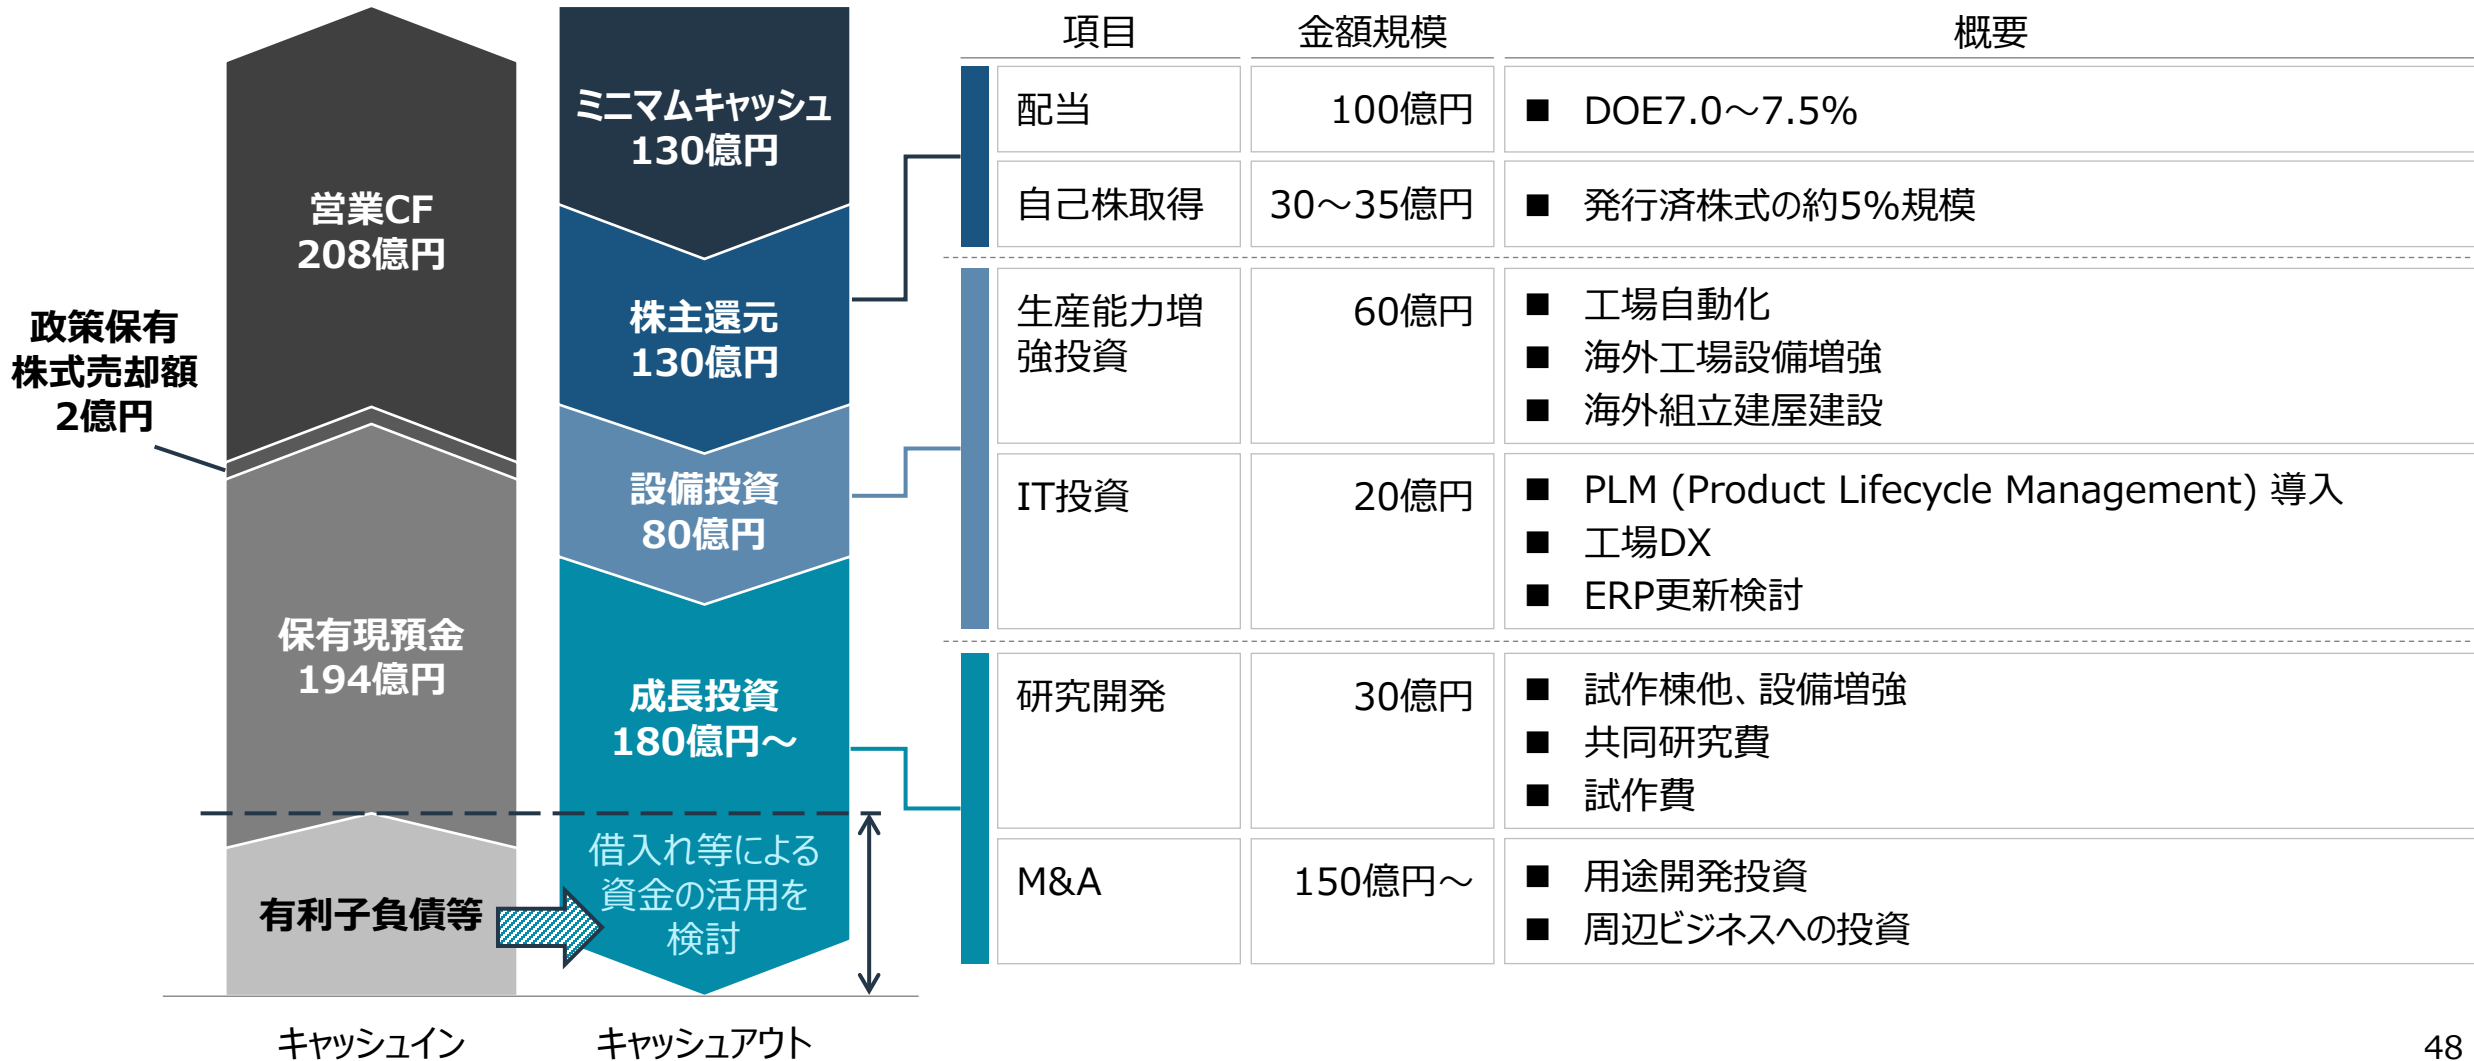 営業CF
208億円
政策保有
株式売却額
2億円
保有現預金
194億円
有利子負債等
キャッシュイン
ミニマムキャッシュ
130億円
株主還元
130億円
設備投資
80億円
成長投資
180億円～
借入れ等による
資金の活用を
検討
キャッシュアウト
項目 金額規模 概要
配当 100億円 ■ DOE7.0～7.5%
自己株取得 30～35億円 ■ 発行済株式の約5%規模
生産能力増 60億円 ■ 工場自動化
強投資 ■ 海外工場設備増強
■ 海外組立建屋建設
IT投資 20億円 ■ PLM (Product Lifecycle Management) 導入
■ 工場DX
■ ERP更新検討
研究開発 30億円 ■ 試作棟他、設備増強
■ 共同研究費
■ 試作費
M&A 150億円～ ■ 用途開発投資
■ 周辺ビジネスへの投資
48